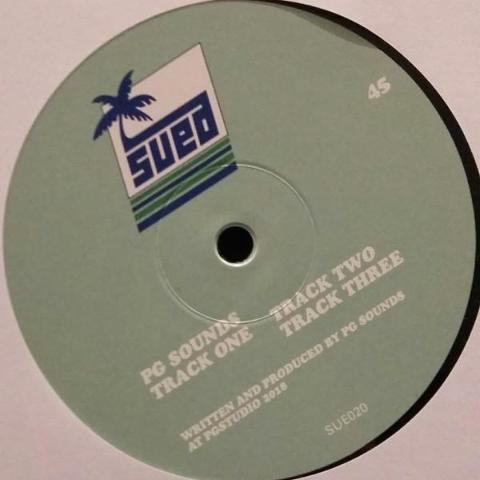 sued
45
PG SOUNDS
TRACK ONE
TRACK TWO
TRACK THREE
WRITTEN AND PRODUCED BY PG SOUNDS
AT PGSTUDIO 2018
SUE020